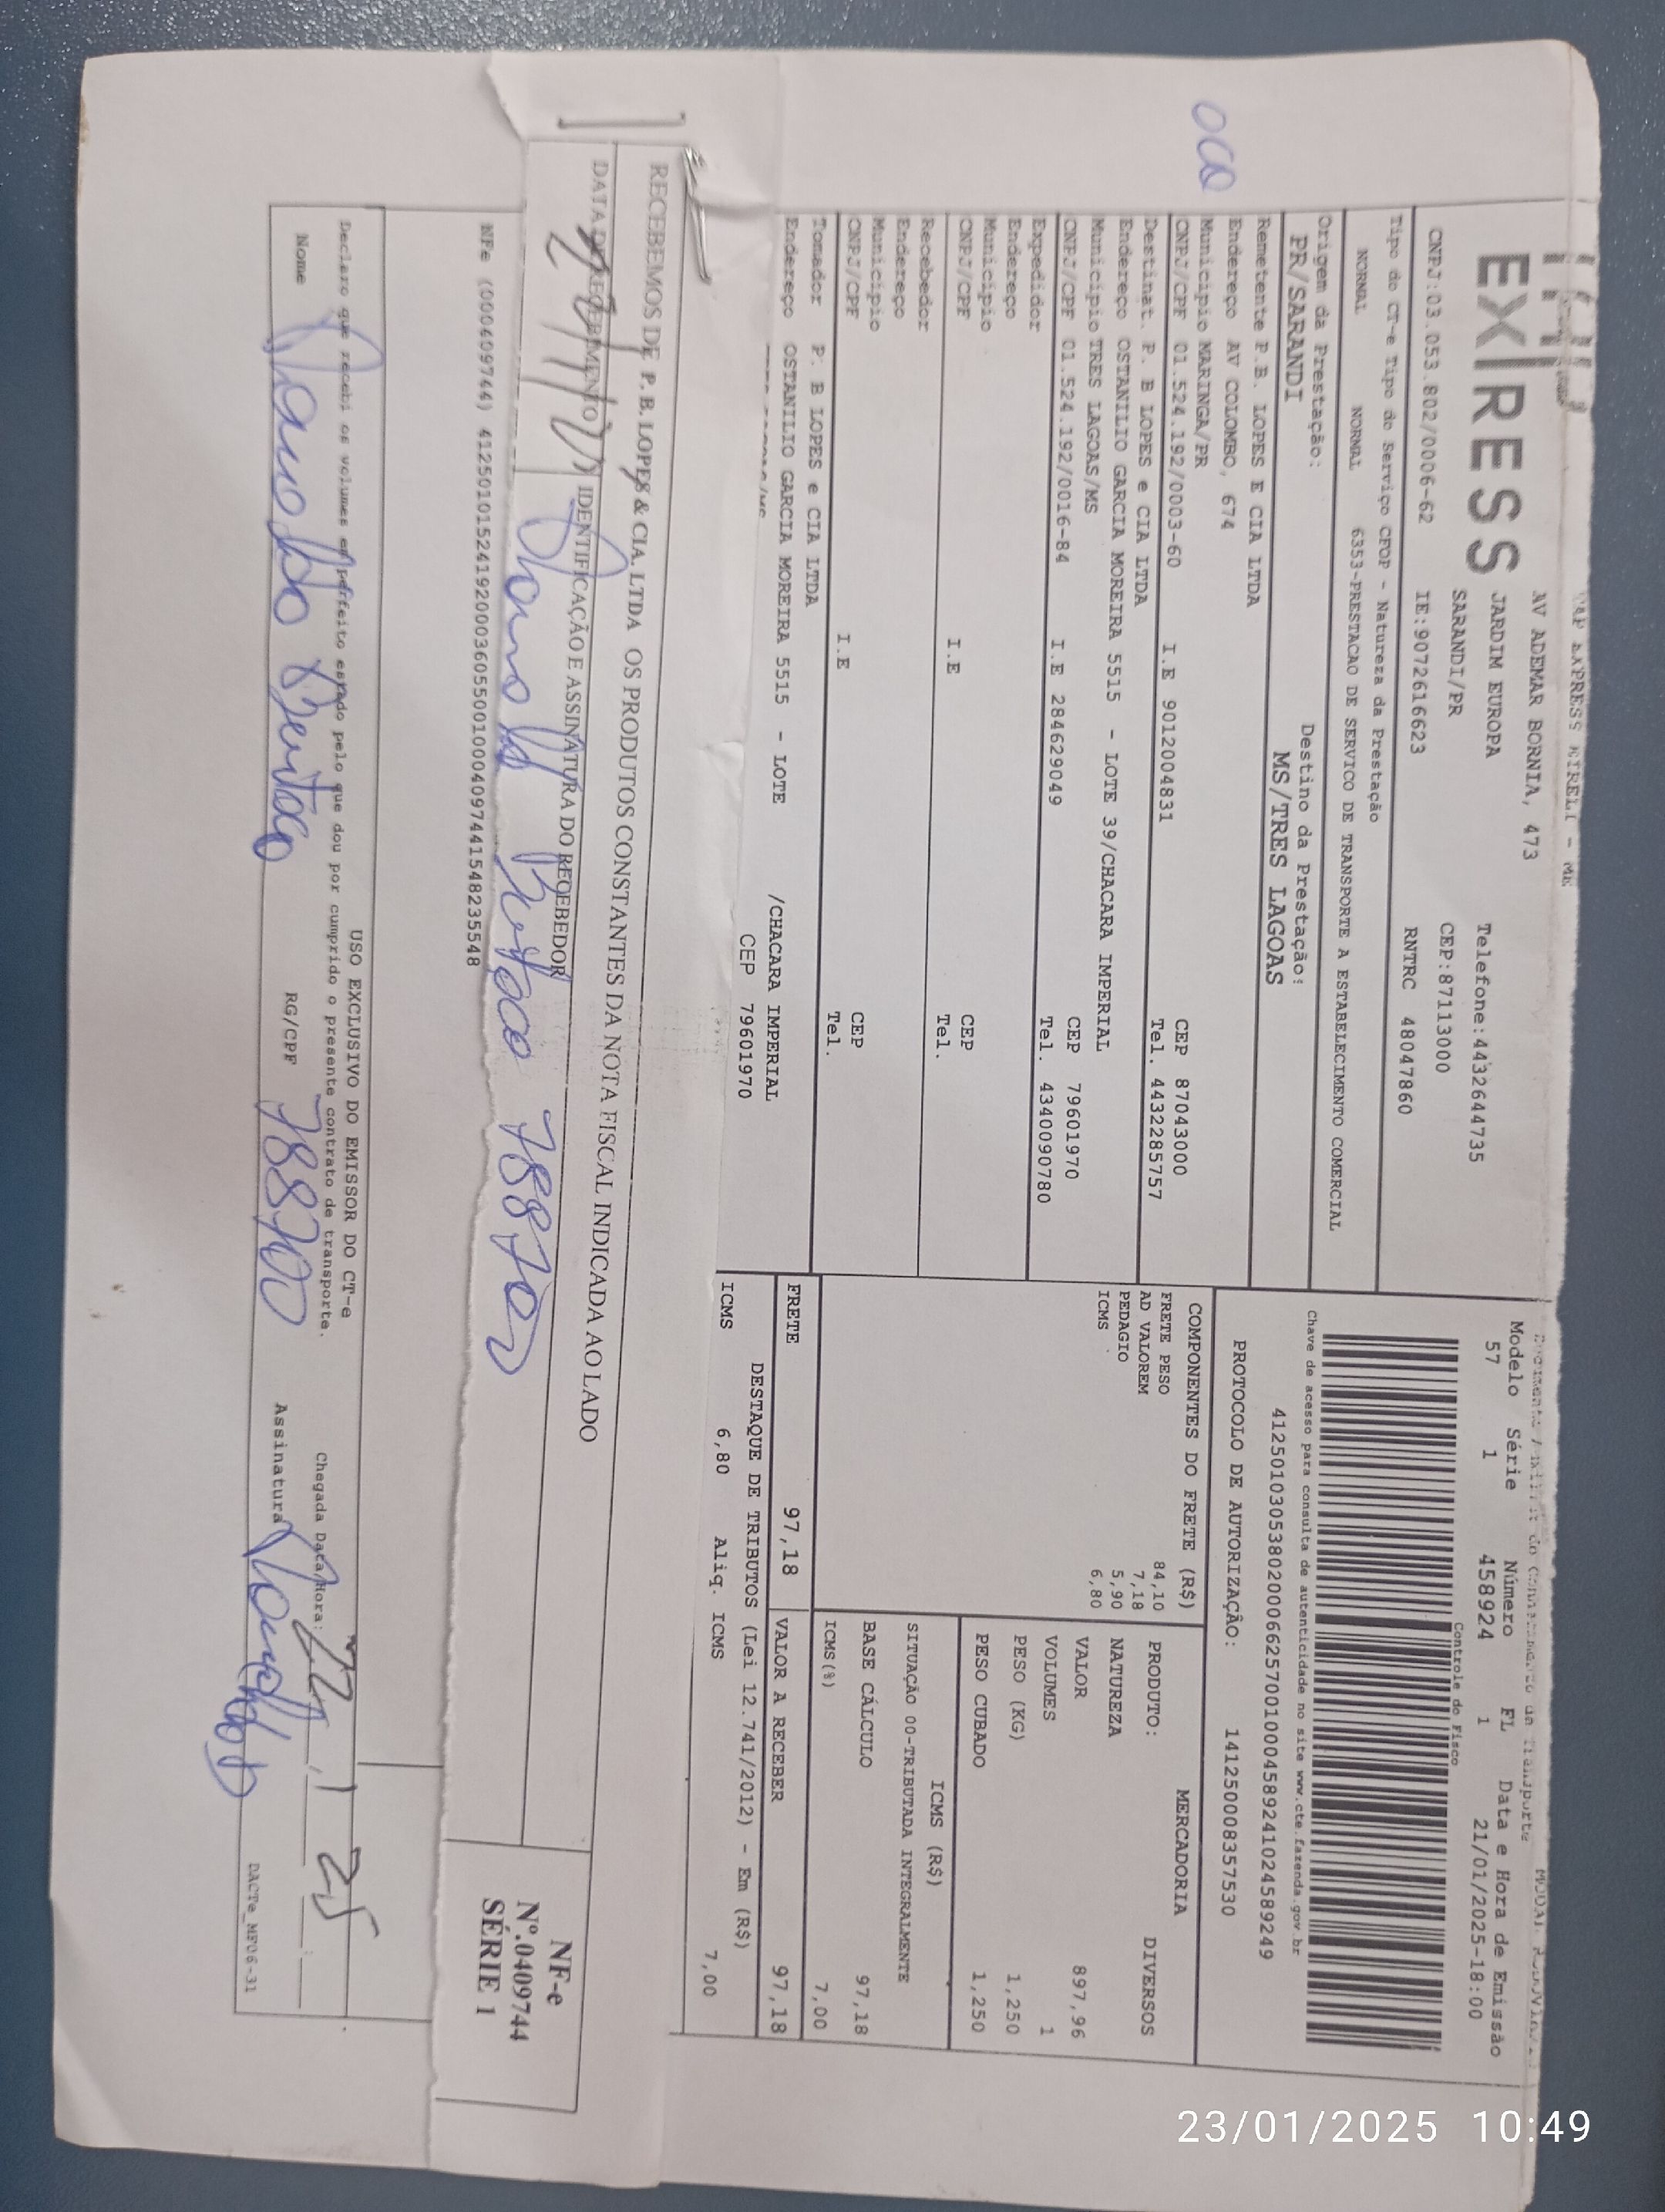 EXPRESS
AV ADEMAR BORNIA, 473
JARDIM EUROPA
SARANDI/PR
Telefone:4432644735
CEP:87113000
CNPJ:03.053.802/0006-62 IE:9072616623 RNTRC 48047860
Modelo Série Número FL Data e Hora de Emissão
57 1 458924 1 21/01/2025-18:00
Controle do Fisco
Tipo do CT-e Tipo do Serviço CFOP - Natureza da Prestação
NORMAL NORMAL 6353-PRESTACAO DE SERVICO DE TRANSPORTE A ESTABELECIMENTO COMERCIAL
Chave de acesso para consulta de autenticidade no site www.cte.fazenda.gov.br
41250103053802000662570010004589241024589249
Origem da Prestação: Destino da Prestação:
PR/SARANDI MS/TRES LAGOAS
PROTOCOLO DE AUTORIZAÇÃO: 141250008357530
Remetente P.B. LOPES E CIA LTDA
Endereço AV COLOMBO, 674
Municipio MARINGA/PR CEP 87043000
CNPJ/CPF 01.524.192/0003-60 I.E 9012004831 Tel. 4432285757
Destinat. P. B LOPES e CIA LTDA
Endereço OSTANILIO GARCIA MOREIRA 5515 - LOTE 39/CHACARA IMPERIAL
Municipio TRES LAGOAS/MS CEP 79601970
CNPJ/CPF 01.524.192/0016-84 I.E 284629049 Tel. 4340090780
Expedidor
Endereço
Municipio CEP
CNPJ/CPF I.E Tel.
Recebedor
Endereço
Municipio CEP
CNPJ/CPF I.E Tel.
Tomador P. B LOPES e CIA LTDA
Endereço OSTANILIO GARCIA MOREIRA 5515 - LOTE /CHACARA IMPERIAL
CEP 79601970
COMPONENTES DO FRETE (R$)
FRETE PESO 84,10
AD VALOREM 7,18
PEDAGIO 5,90
ICMS 6,80
MERCADORIA
PRODUTO: DIVERSOS
NATUREZA
VALOR 897,96
VOLUMES 1
PESO (KG) 1,250
PESO CUBADO 1,250
ICMS (R$)
SITUAÇÃO 00-TRIBUTADA INTEGRALMENTE
BASE CÁLCULO 97,18
ICMS(%) 7,00
FRETE 97,18 VALOR A RECEBER 97,18
DESTAQUE DE TRIBUTOS (Lei 12.741/2012) - Em (R$)
ICMS 6,80 Aliq. ICMS 7,00
RECEBEMOS DE P. B. LOPES & CIA. LTDA OS PRODUTOS CONSTANTES DA NOTA FISCAL INDICADA AO LADO
DATA DE RECEBIMENTO IDENTIFICAÇÃO E ASSINATURA DO RECEBEDOR
788700
NF-e
Nº.0409744
SÉRIE 1
NFe (000409744) 41250101524192000360550010004097441548235548
USO EXCLUSIVO DO EMISSOR DO CT-e
Declaro que recebi os volumes em perfeito estado pelo que dou por cumprido o presente contrato de transporte.
Chegada Data/Hora: 22 1 25
Nome RG/CPF 788700 Assinatura
DACTe_MF06-31
23/01/2025 10:49